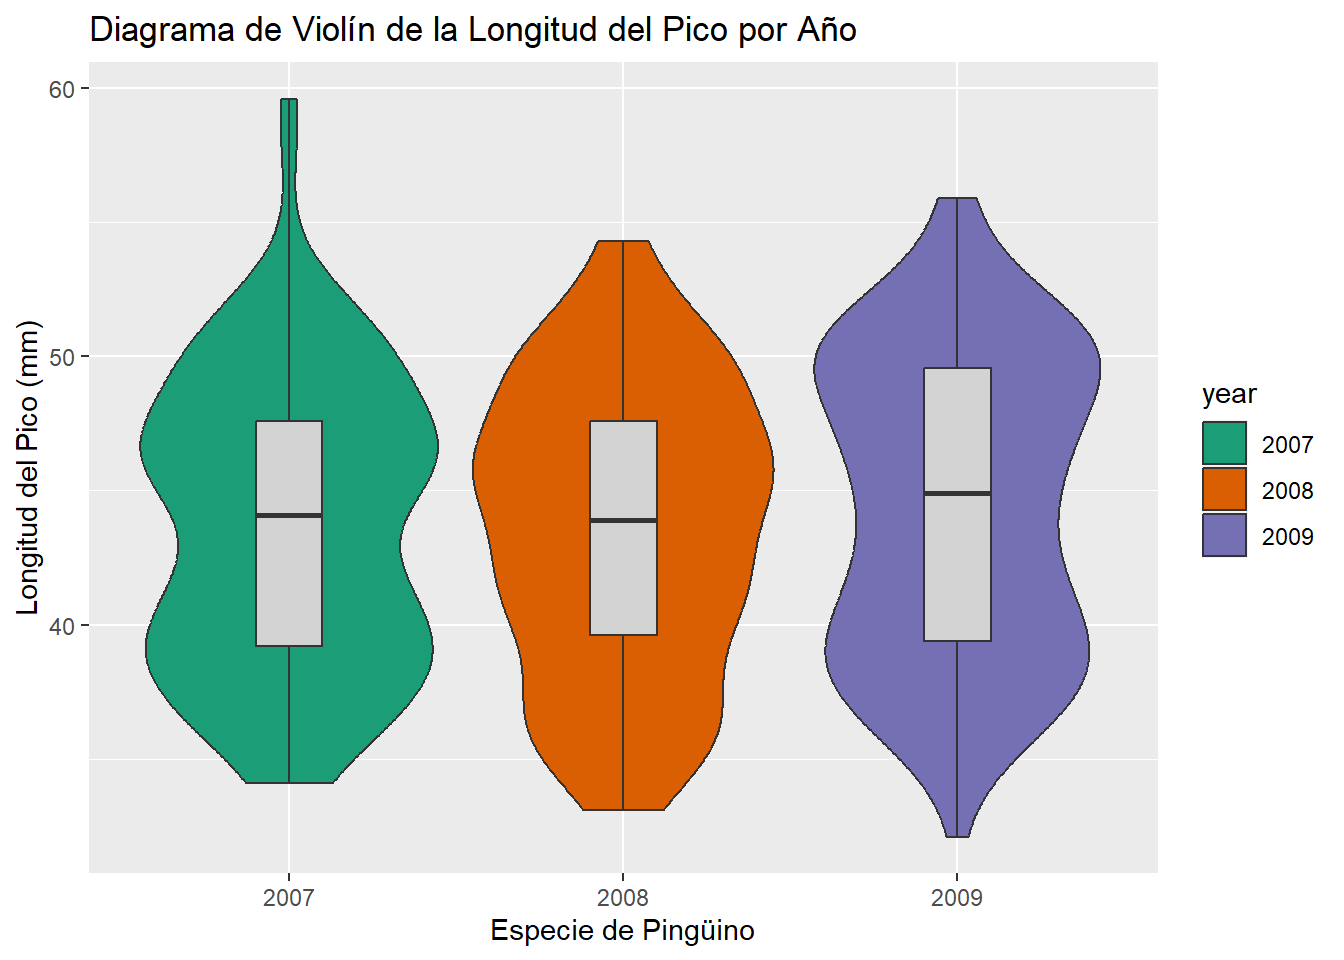 Diagrama de Violín de la Longitud del Pico por Año
Longitud del Pico (mm)
60
50
40
2007
2008
2009
Especie de Pingüino
year
2007
2008
2009